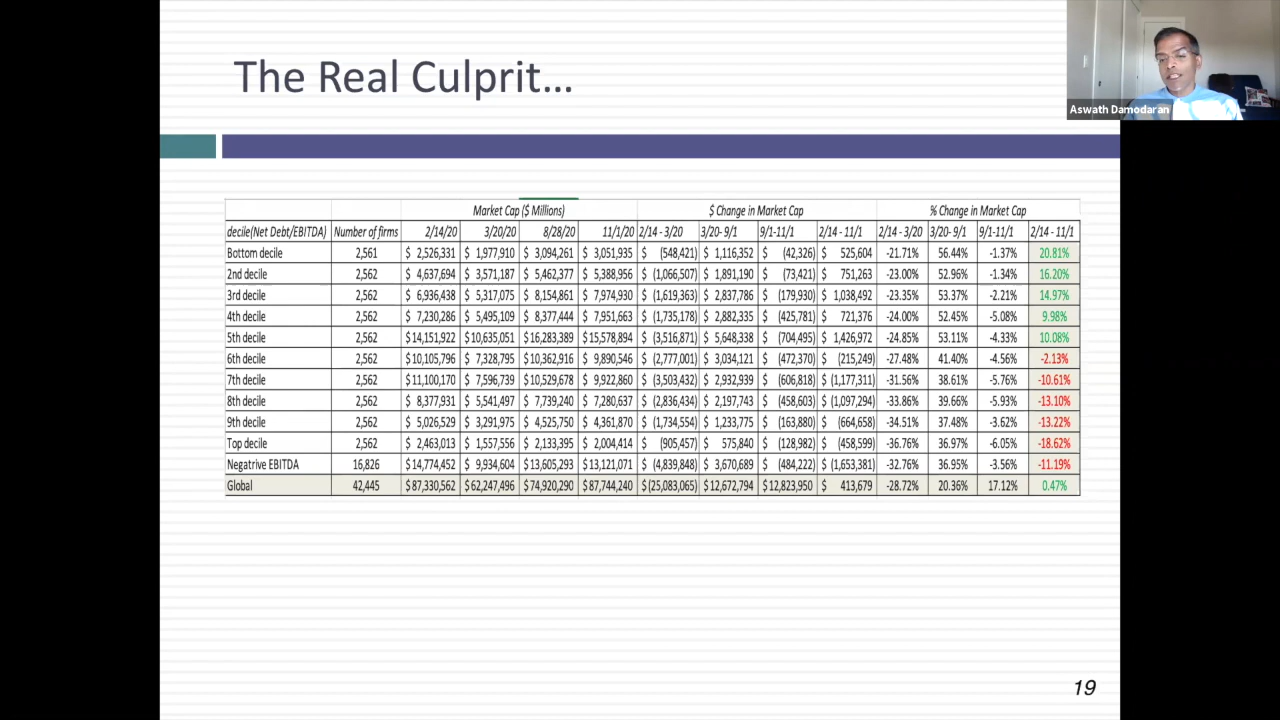 The Real Culprit...
Aswath Damodaran
Market Cap ($ Millions) $ Change in Market Cap % Change in Market Cap
decile(Net Debt/EBITDA) Number of firms 2/14/20 3/20/20 8/28/20 11/1/20 2/14 - 3/20 3/20- 9/1 9/1-11/1 2/14 - 11/1 2/14 - 3/20 3/20- 9/1 9/1-11/1 2/14 - 11/1
Bottom decile 2,561 $ 2,526,331 $ 1,977,910 $ 3,094,261 $ 3,051,935 $ (548,421) $ 1,116,352 $ (42,326) $ 525,604 -21.71% 56.44% -1.37% 20.81%
2nd decile 2,562 $ 4,637,694 $ 3,571,187 $ 5,462,377 $ 5,388,956 $ (1,066,507) $ 1,891,190 $ (73,421) $ 751,263 -23.00% 52.96% -1.34% 16.20%
3rd decile 2,562 $ 6,936,438 $ 5,317,075 $ 8,154,861 $ 7,974,930 $ (1,619,363) $ 2,837,786 $ (179,930) $ 1,038,492 -23.35% 53.37% -2.21% 14.97%
4th decile 2,562 $ 7,230,286 $ 5,495,109 $ 8,377,444 $ 7,951,663 $ (1,735,178) $ 2,882,335 $ (425,781) $ 721,376 -24.00% 52.45% -5.08% 9.98%
5th decile 2,562 $ 14,151,922 $ 10,635,051 $ 16,283,389 $ 15,578,894 $ (3,516,871) $ 5,648,338 $ (704,495) $ 1,426,972 -24.85% 53.11% -4.33% 10.08%
6th decile 2,562 $ 10,105,796 $ 7,328,795 $ 10,362,916 $ 9,890,546 $ (2,777,001) $ 3,034,121 $ (472,370) $ (215,249) -27.48% 41.40% -4.56% -2.13%
7th decile 2,562 $ 11,100,170 $ 7,596,739 $ 10,529,678 $ 9,922,860 $ (3,503,432) $ 2,932,939 $ (606,818) $ (1,177,311) -31.56% 38.61% -5.76% -10.61%
8th decile 2,562 $ 8,377,931 $ 5,541,497 $ 7,739,240 $ 7,280,637 $ (2,836,434) $ 2,197,743 $ (458,603) $ (1,097,294) -33.86% 39.66% -5.93% -13.10%
9th decile 2,562 $ 5,026,529 $ 3,291,975 $ 4,525,750 $ 4,361,870 $ (1,734,554) $ 1,233,775 $ (163,880) $ (664,658) -34.51% 37.48% -3.62% -13.22%
Top decile 2,562 $ 2,463,013 $ 1,557,556 $ 2,133,395 $ 2,004,414 $ (905,457) $ 575,840 $ (128,982) $ (458,599) -36.76% 36.97% -6.05% -18.62%
Negatrive EBITDA 16,826 $ 14,774,452 $ 9,934,604 $ 13,605,293 $ 13,121,071 $ (4,839,848) $ 3,670,689 $ (484,222) $ (1,653,381) -32.76% 36.95% -3.56% -11.19%
Global 42,445 $ 87,330,562 $ 62,247,496 $ 74,920,290 $ 87,744,240 $ (25,083,065) $ 12,672,794 $ 12,823,950 $ 413,679 -28.72% 20.36% 17.12% 0.47%
19